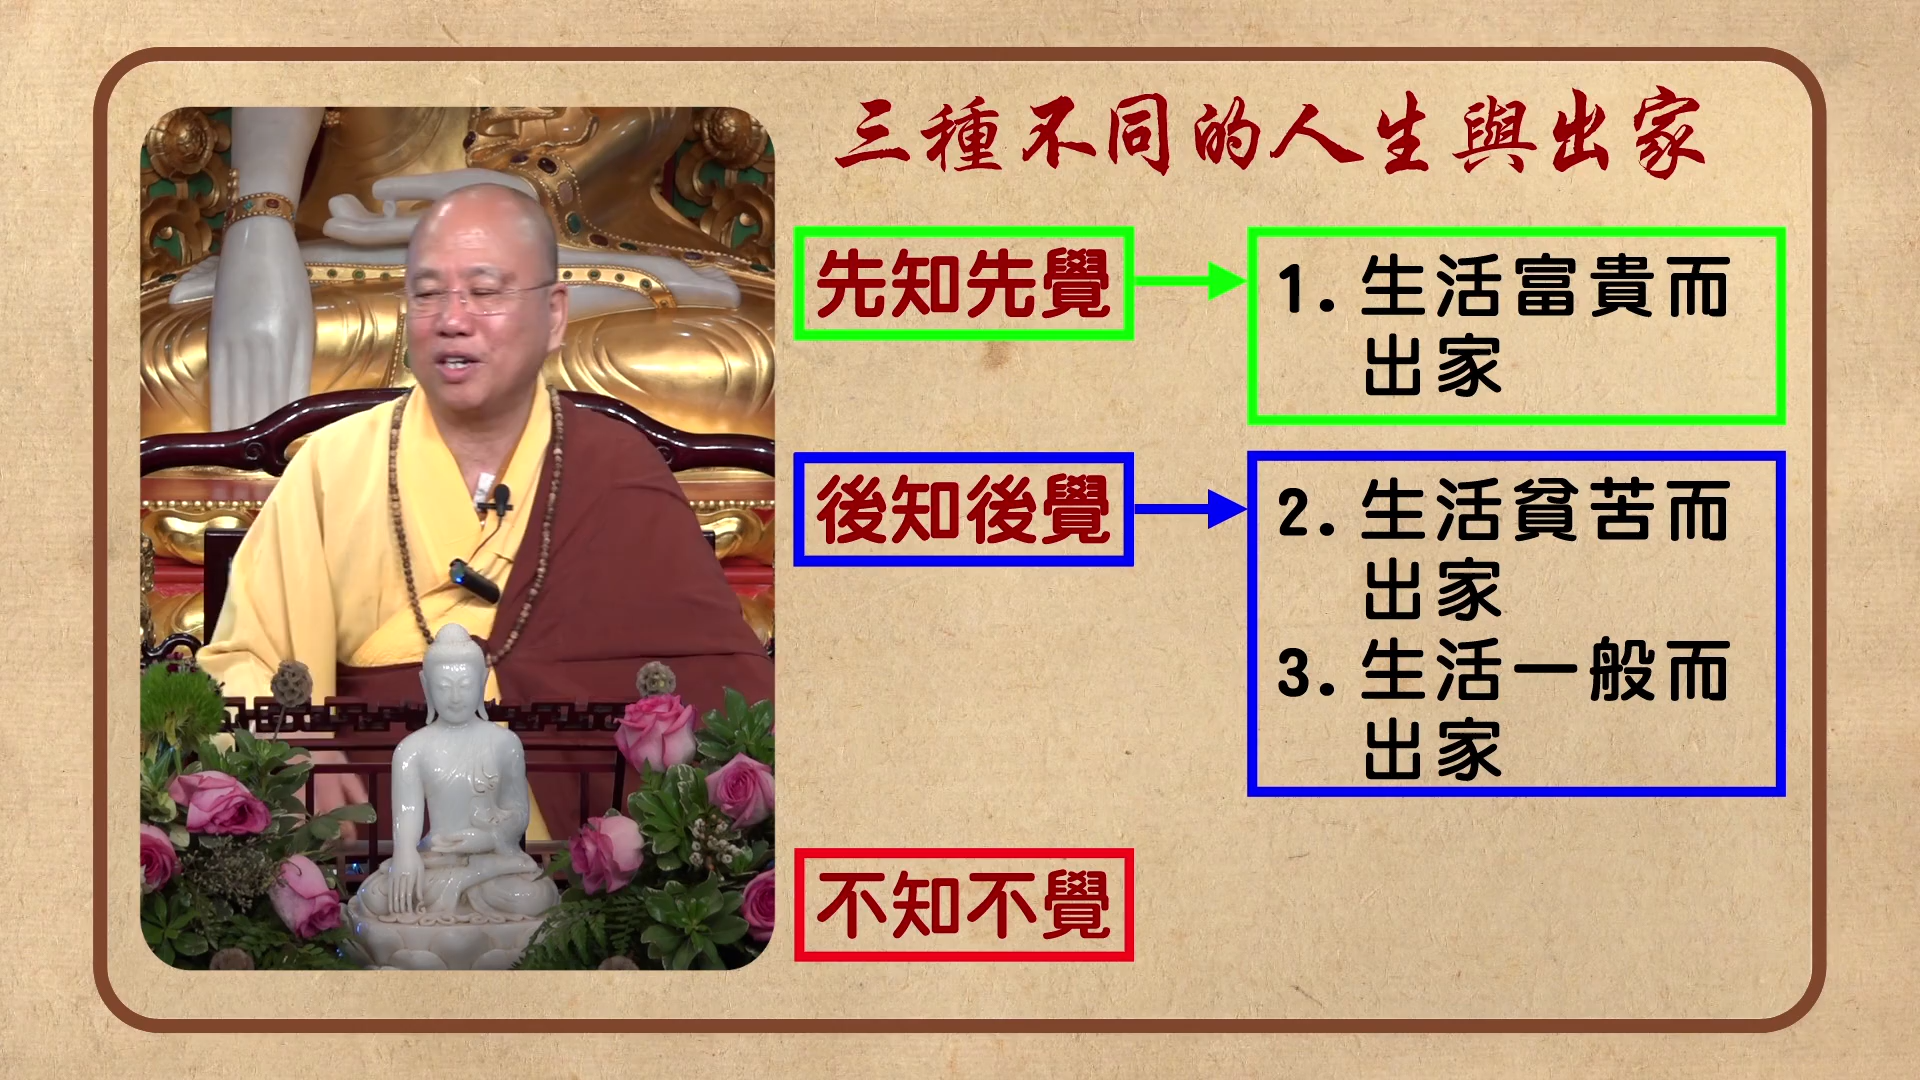 三種不同的人生與出家
先知先覺
1. 生活富貴而
出家
後知後覺
2. 生活貧苦而
出家
3. 生活一般而
出家
不知不覺